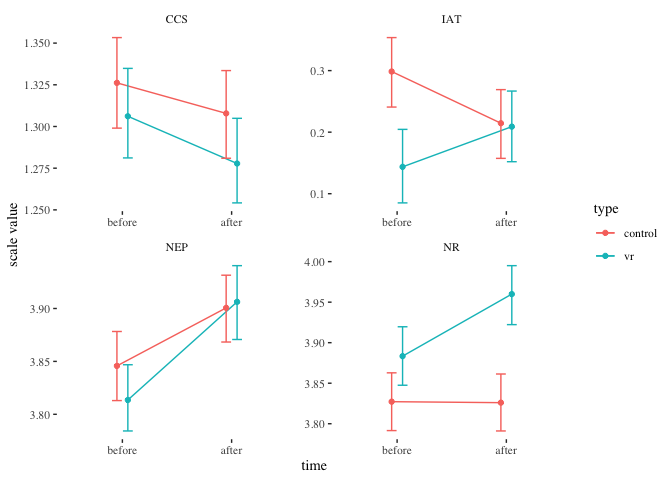 CCS
IAT
1.350
1.325
1.300
1.275
1.250
0.3
0.2
0.1
before
after
before
after
NEP
NR
3.90
3.85
3.80
4.00
3.95
3.90
3.85
3.80
before
after
before
after
time
scale value
type
control
vr